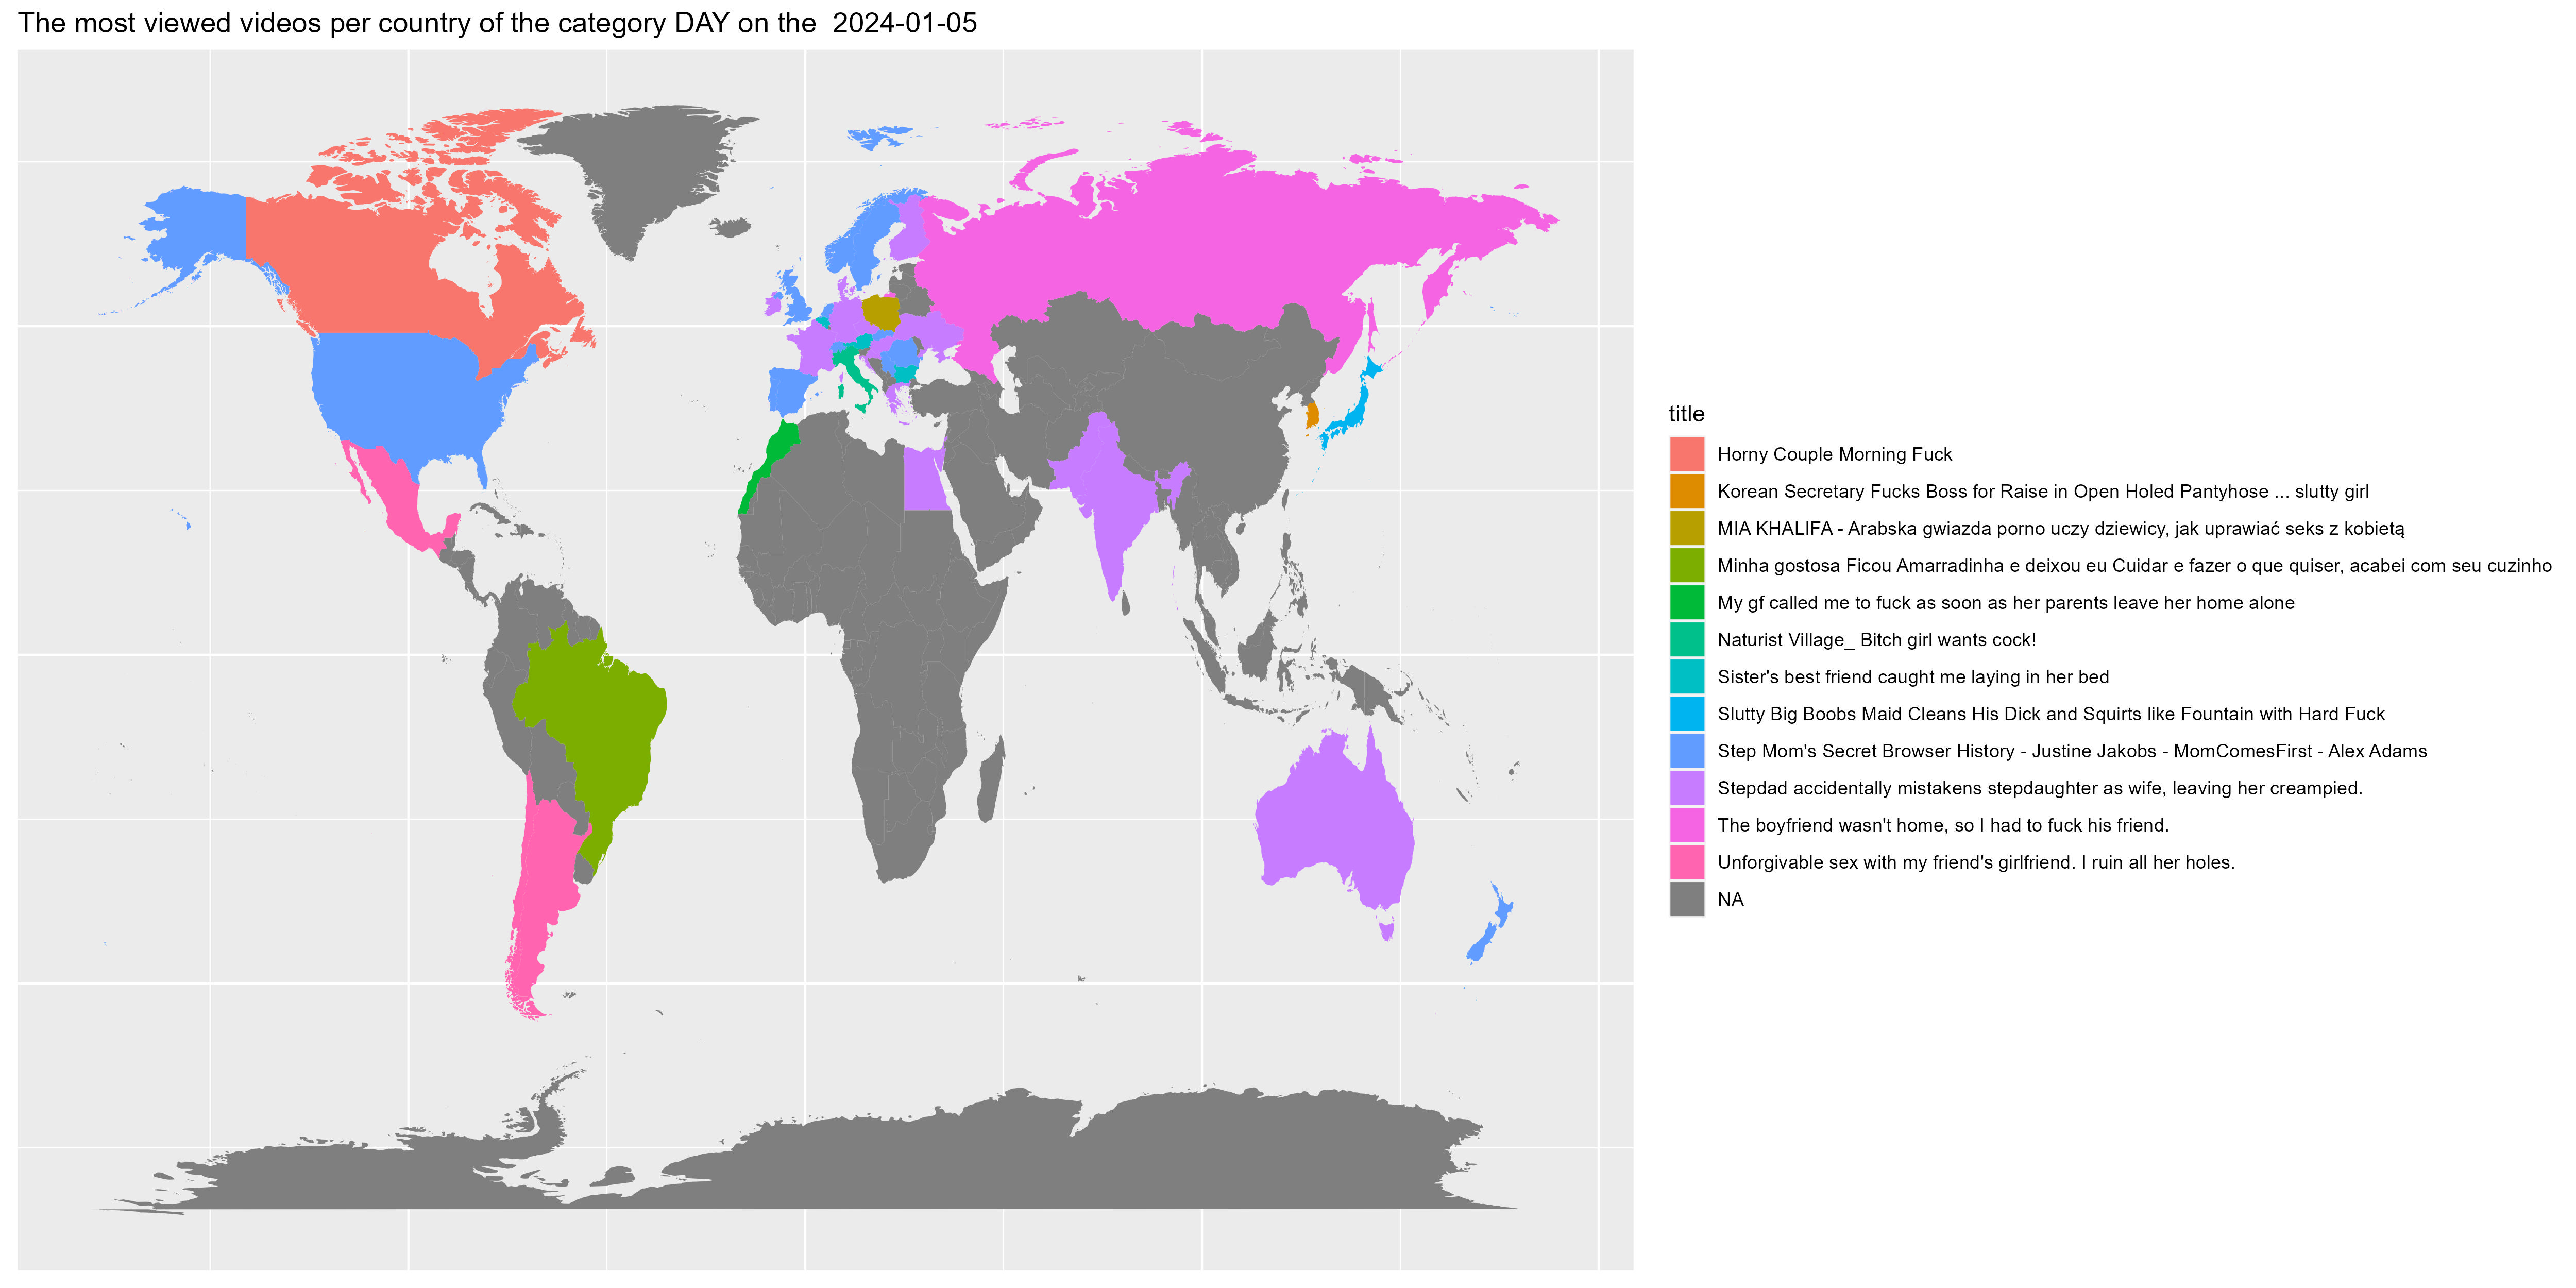 The most viewed videos per country of the category DAY on the  2024-01-05
title
Horny Couple Morning Fuck
Korean Secretary Fucks Boss for Raise in Open Holed Pantyhose ... slutty girl
MIA KHALIFA - Arabska gwiazda porno uczy dziewicy, jak uprawiać seks z kobietą
Minha gostosa Ficou Amarradinha e deixou eu Cuidar e fazer o que quiser, acabei com seu cuzinho
My gf called me to fuck as soon as her parents leave her home alone
Naturist Village_ Bitch girl wants cock!
Sister's best friend caught me laying in her bed
Slutty Big Boobs Maid Cleans His Dick and Squirts like Fountain with Hard Fuck
Step Mom's Secret Browser History - Justine Jakobs - MomComesFirst - Alex Adams
Stepdad accidentally mistakens stepdaughter as wife, leaving her creampied.
The boyfriend wasn't home, so I had to fuck his friend.
Unforgivable sex with my friend's girlfriend. I ruin all her holes.
NA